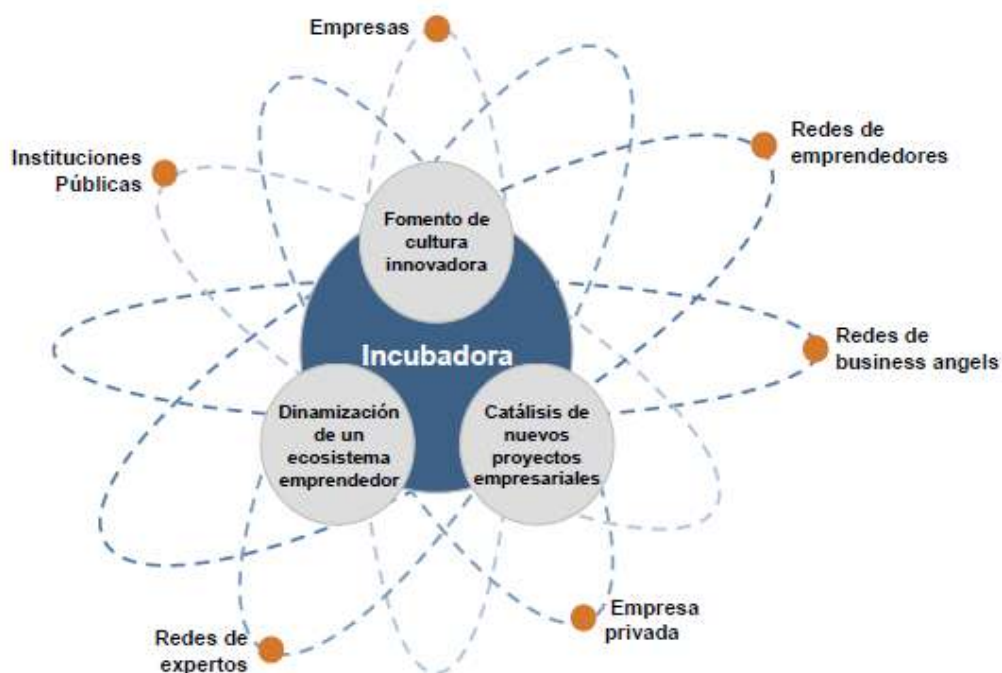 Empresas
Redes de
emprendedores
Instituciones
Públicas
Fomento de
cultura
innovadora
Incubadora
Redes de
business angels
Dinamización
de un
ecosistema
emprendedor
Catálisis de
nuevos
proyectos
empresariales
Empresa
privada
Redes de
expertos